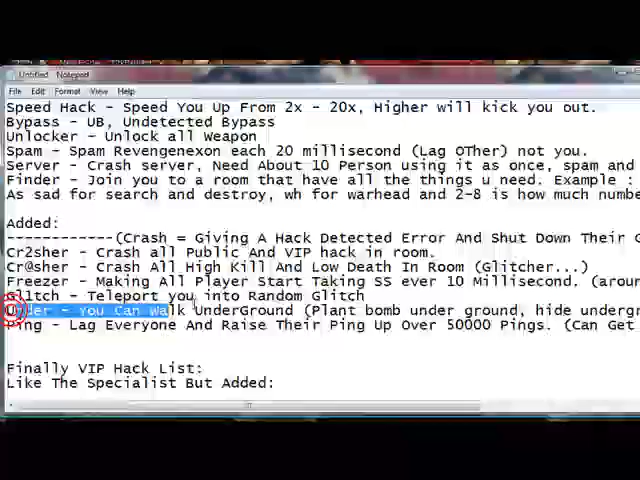 Untitled - Notepad
File Edit Format View Help
Speed Hack - Speed You Up From 2x - 20x, Higher will kick you out.
Bypass - UB, Undetected Bypass
Unlocker - Unlock all Weapon
Spam - Spam Revengenexon each 20 millisecond (Lag OTher) not you.
Server - Crash server, Need About 10 Person using it as once, spam and
Finder - Join you to a room that have all the things u need. Example :
As sad for search and destroy, wh for warhead and 2-8 is how much numbe
Added:
------------(Crash = Giving A Hack Detected Error And Shut Down Their G
Cr2sher - Crash all Public And VIP hack in room.
Cr@sher - Crash All High Kill And Low Death In Room (Glitcher...)
Freezer - Making All Player Start Taking SS ever 10 Millisecond. (arou
Gl1tch - Teleport you into Random Glitch
Under - You Can Walk UnderGround (Plant bomb under ground, hide undergr
Ping - Lag Everyone And Raise Their Ping Up Over 50000 Pings. (Can Get
Finally VIP Hack List:
Like The Specialist But Added: